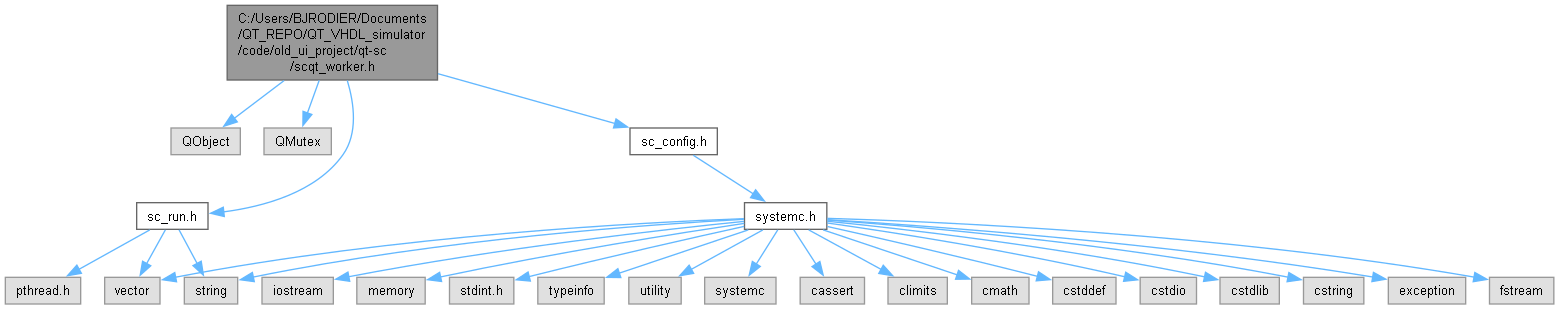 C:/Users/BJRODIER/Documents
/QT_REPO/QT_VHDL_simulator
/code/old_ui_project/qt-sc
/scqt_worker.h
QObject
QMutex
sc_config.h
sc_run.h
systemc.h
pthread.h
vector
string
iostream
memory
stdint.h
typeinfo
utility
systemc
cassert
climits
cmath
cstddef
cstdio
cstdlib
cstring
exception
fstream